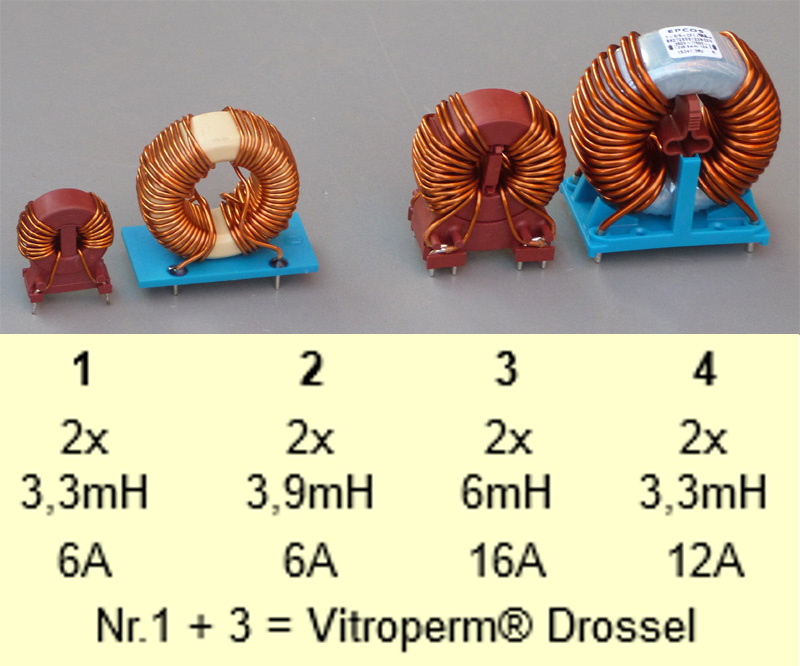 EPCOS
1 2 3 4
2x 2x 2x 2x
3,3mH 3,9mH 6mH 3,3mH
6A 6A 16A 12A
Nr.1 + 3 = Vitroperm® Drossel